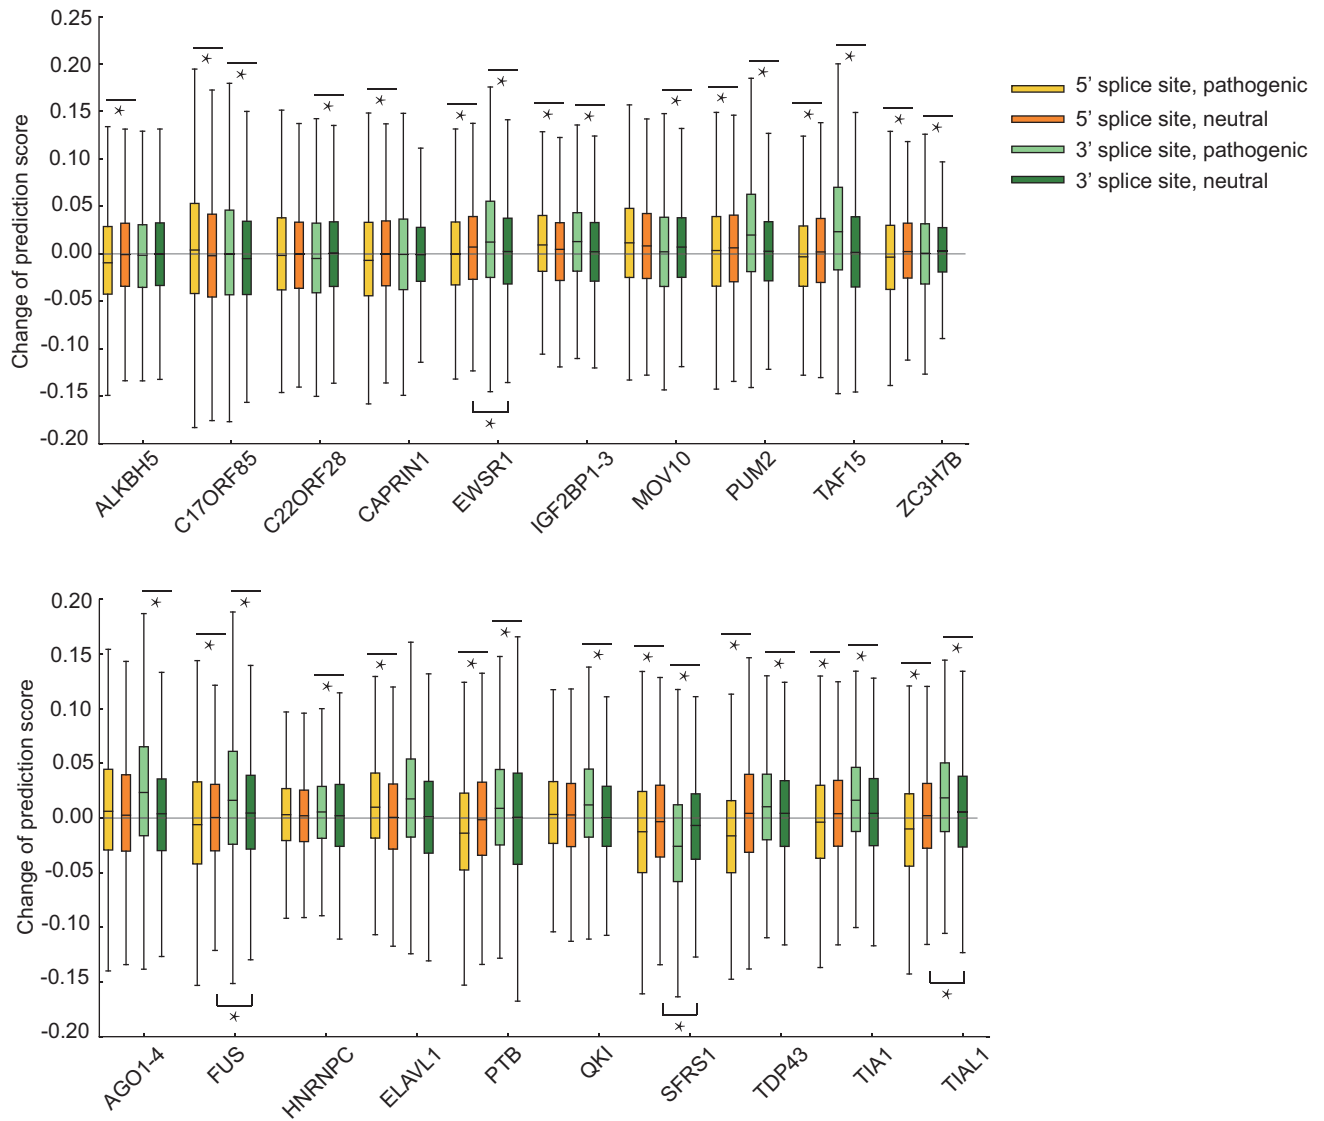 Change of prediction score
0.25
0.20
0.15
0.10
0.05
0.00
-0.05
-0.10
-0.15
-0.20
ALKBH5
C17ORF85
C22ORF28
CAPRIN1
EWSR1
IGF2BP1-3
MOV10
PUM2
TAF15
ZC3H7B
5' splice site, pathogenic
5' splice site, neutral
3' splice site, pathogenic
3' splice site, neutral
Change of prediction score
0.20
0.15
0.10
0.05
0.00
-0.05
-0.10
-0.15
-0.20
AGO1-4
FUS
HNRNPC
ELAVL1
PTB
QKI
SFRS1
TDP43
TIA1
TIAL1